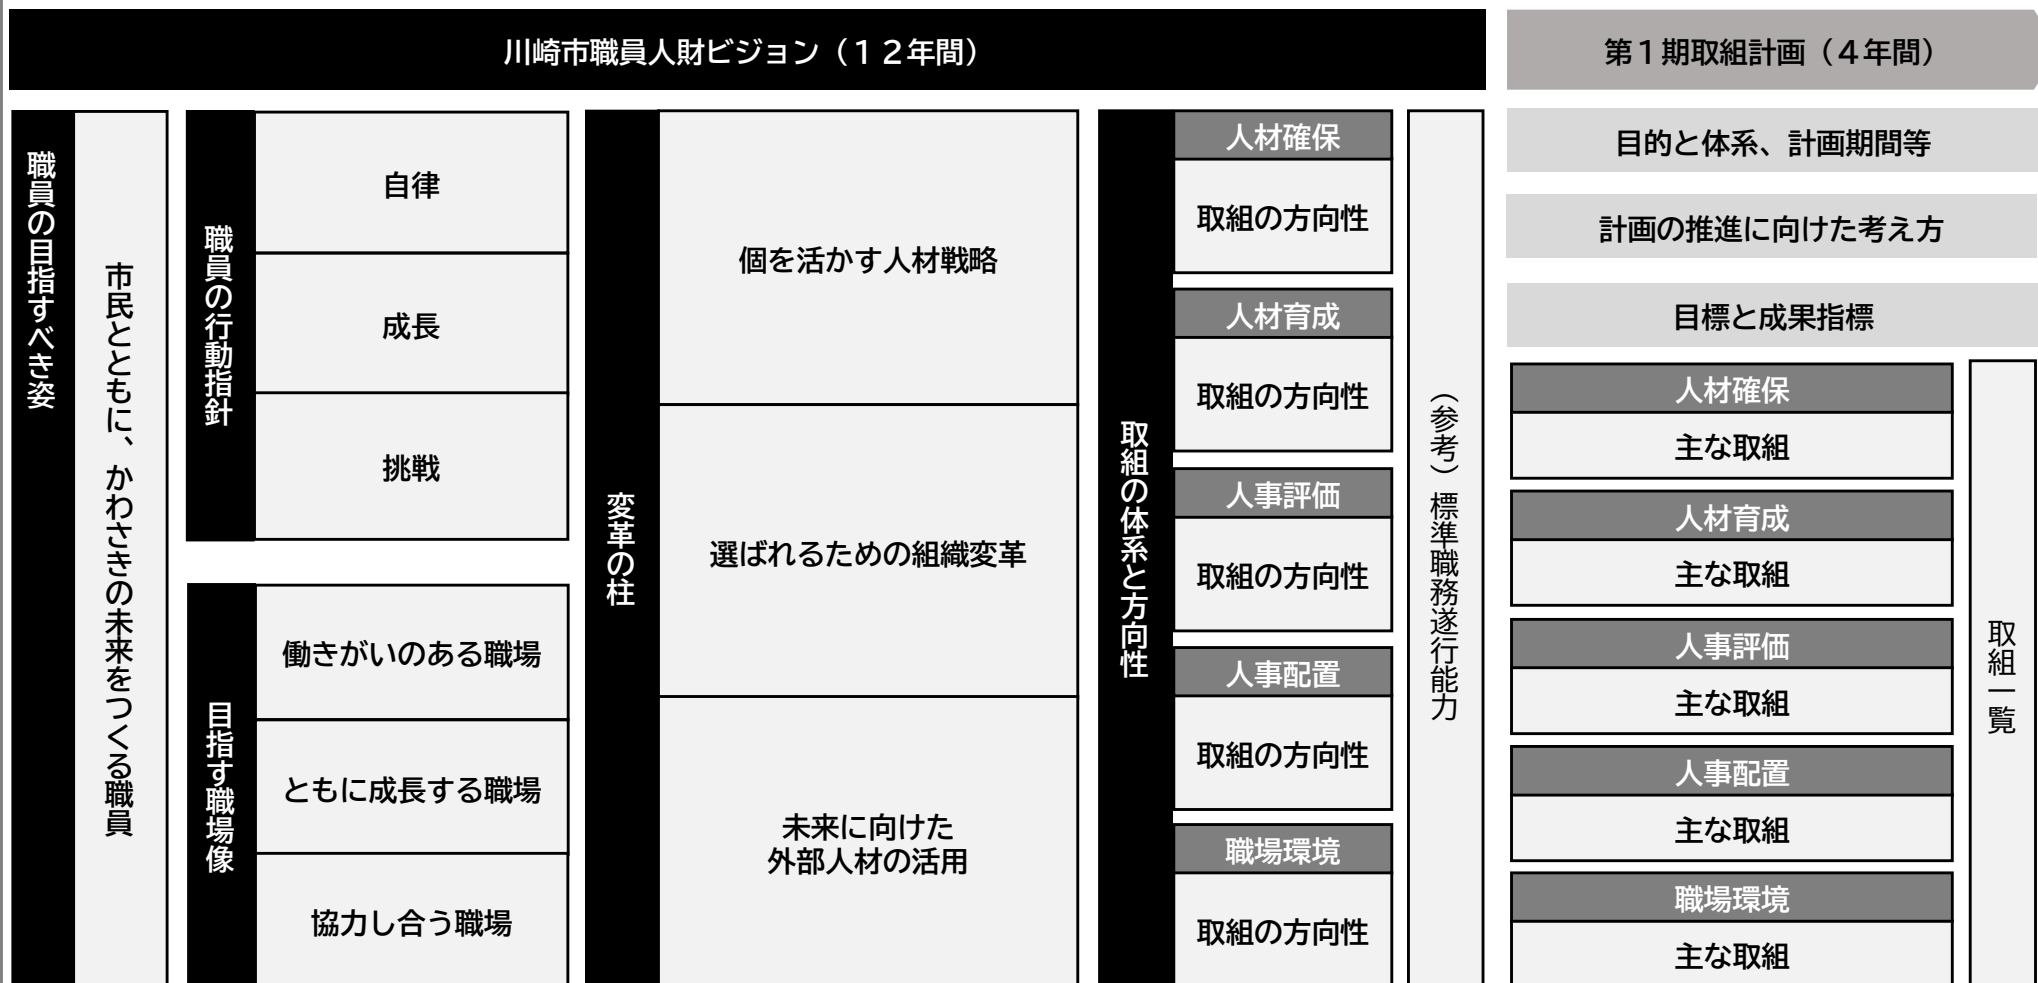 川崎市職員人財ビジョン（１２年間）
職員の目指すべき姿
市民とともに、かわさきの未来をつくる職員
職員の行動指針
自律
成長
挑戦
目指す職場像
働きがいのある職場
ともに成長する職場
協力し合う職場
変革の柱
個を活かす人材戦略
選ばれるための組織変革
未来に向けた
外部人材の活用
取組の体系と方向性
人材確保
取組の方向性
人材育成
取組の方向性
人事評価
取組の方向性
人事配置
取組の方向性
職場環境
取組の方向性
（参考）標準職務遂行能力
第１期取組計画（４年間）
目的と体系、計画期間等
計画の推進に向けた考え方
目標と成果指標
人材確保
主な取組
人材育成
主な取組
人事評価
主な取組
人事配置
主な取組
職場環境
主な取組
取組一覧